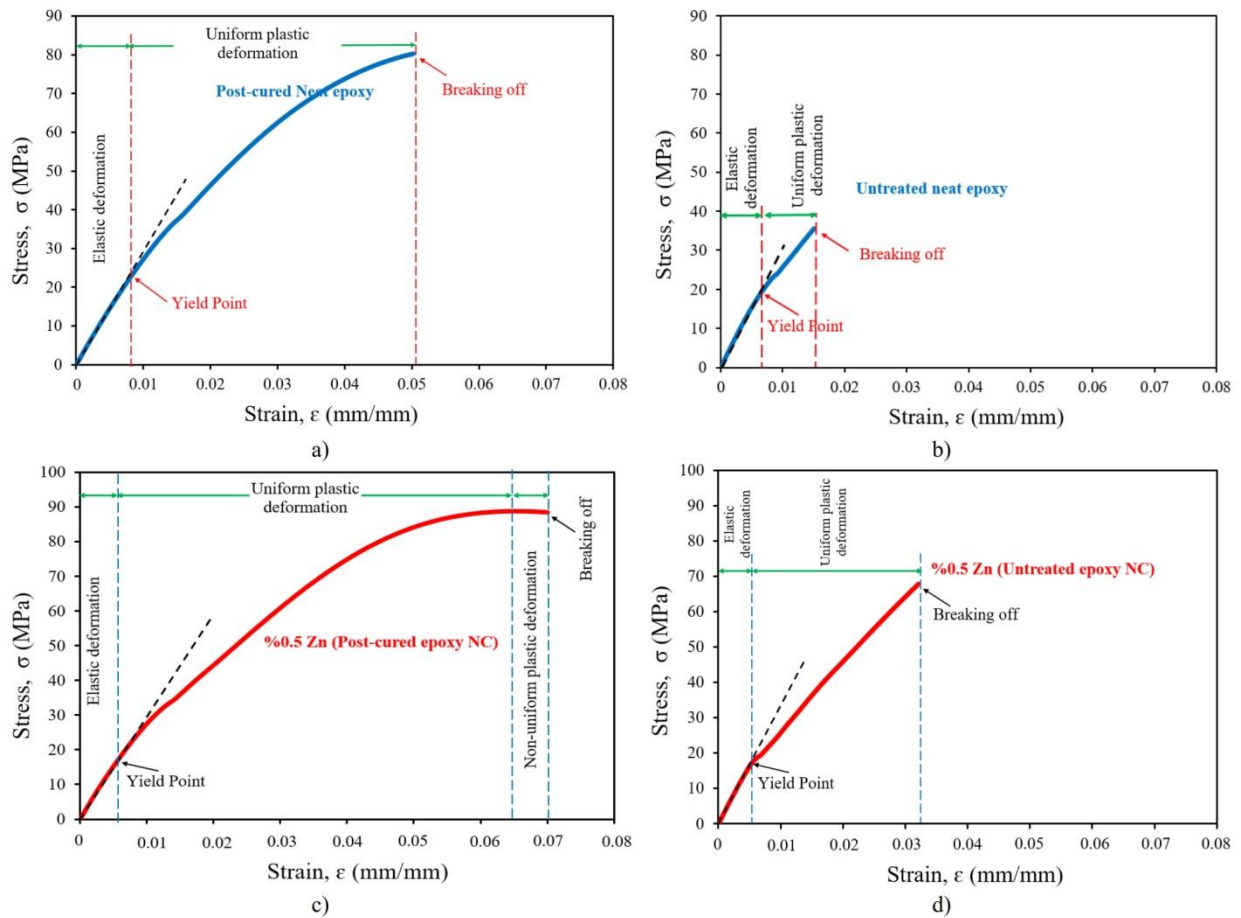 90
80
70
60
50
40
30
20
10
0
Stress, σ (MPa)
Uniform plastic
deformation
Post-cured Neat epoxy
Breaking off
Elastic deformation
Yield Point
0
0.01
0.02
0.03
0.04
0.05
0.06
0.07
0.08
Strain, ε (mm/mm)
a)
90
80
70
60
50
40
30
20
10
0
Stress, σ (MPa)
Elastic
deformation
Uniform plastic
deformation
Untreated neat epoxy
Breaking off
Yield Point
0
0.01
0.02
0.03
0.04
0.05
0.06
0.07
0.08
Strain, ε (mm/mm)
b)
100
90
80
70
60
50
40
30
20
10
0
Stress, σ (MPa)
Uniform plastic
deformation
Elastic deformation
%0.5 Zn (Post-cured epoxy NC)
Non-uniform plastic deformation
Breaking off
Yield Point
0
0.01
0.02
0.03
0.04
0.05
0.06
0.07
0.08
Strain, ε (mm/mm)
c)
100
90
80
70
60
50
40
30
20
10
0
Stress, σ (MPa)
Elastic
deformation
Uniform plastic
deformation
%0.5 Zn (Untreated epoxy NC)
Breaking off
Yield Point
0
0.01
0.02
0.03
0.04
0.05
0.06
0.07
0.08
Strain, ε (mm/mm)
d)